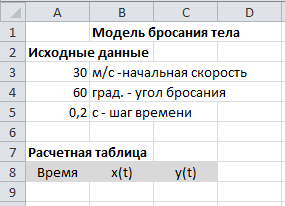 A B C D
1 Модель бросания тела
2 Исходные данные
3 30 м/с -начальная скорость
4 60 град. - угол бросания
5 0,2 с - шаг времени
6
7 Расчетная таблица
8 Время x(t) y(t)
9